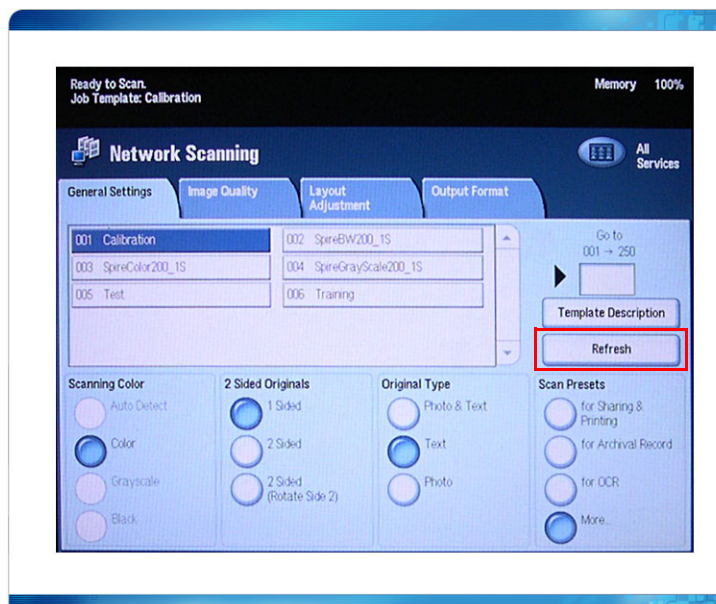 Ready to Scan.
Job Template: Calibration
Memory 100%
Network Scanning
All
Services
General Settings
Image Quality
Layout
Adjustment
Output Format
001 Calibration
002 SpireBW200_1S
003 SpireColor200_1S
004 SpireGrayScale200_1S
005 Test
006 Training
Go to
001 → 250
Template Description
Refresh
Scanning Color
Auto Detect
Color
Grayscale
Black
2 Sided Originals
1 Sided
2 Sided
2 Sided
(Rotate Side 2)
Original Type
Photo & Text
Text
Photo
Scan Presets
for Sharing &
Printing
for Archival Record
for OCR
More...